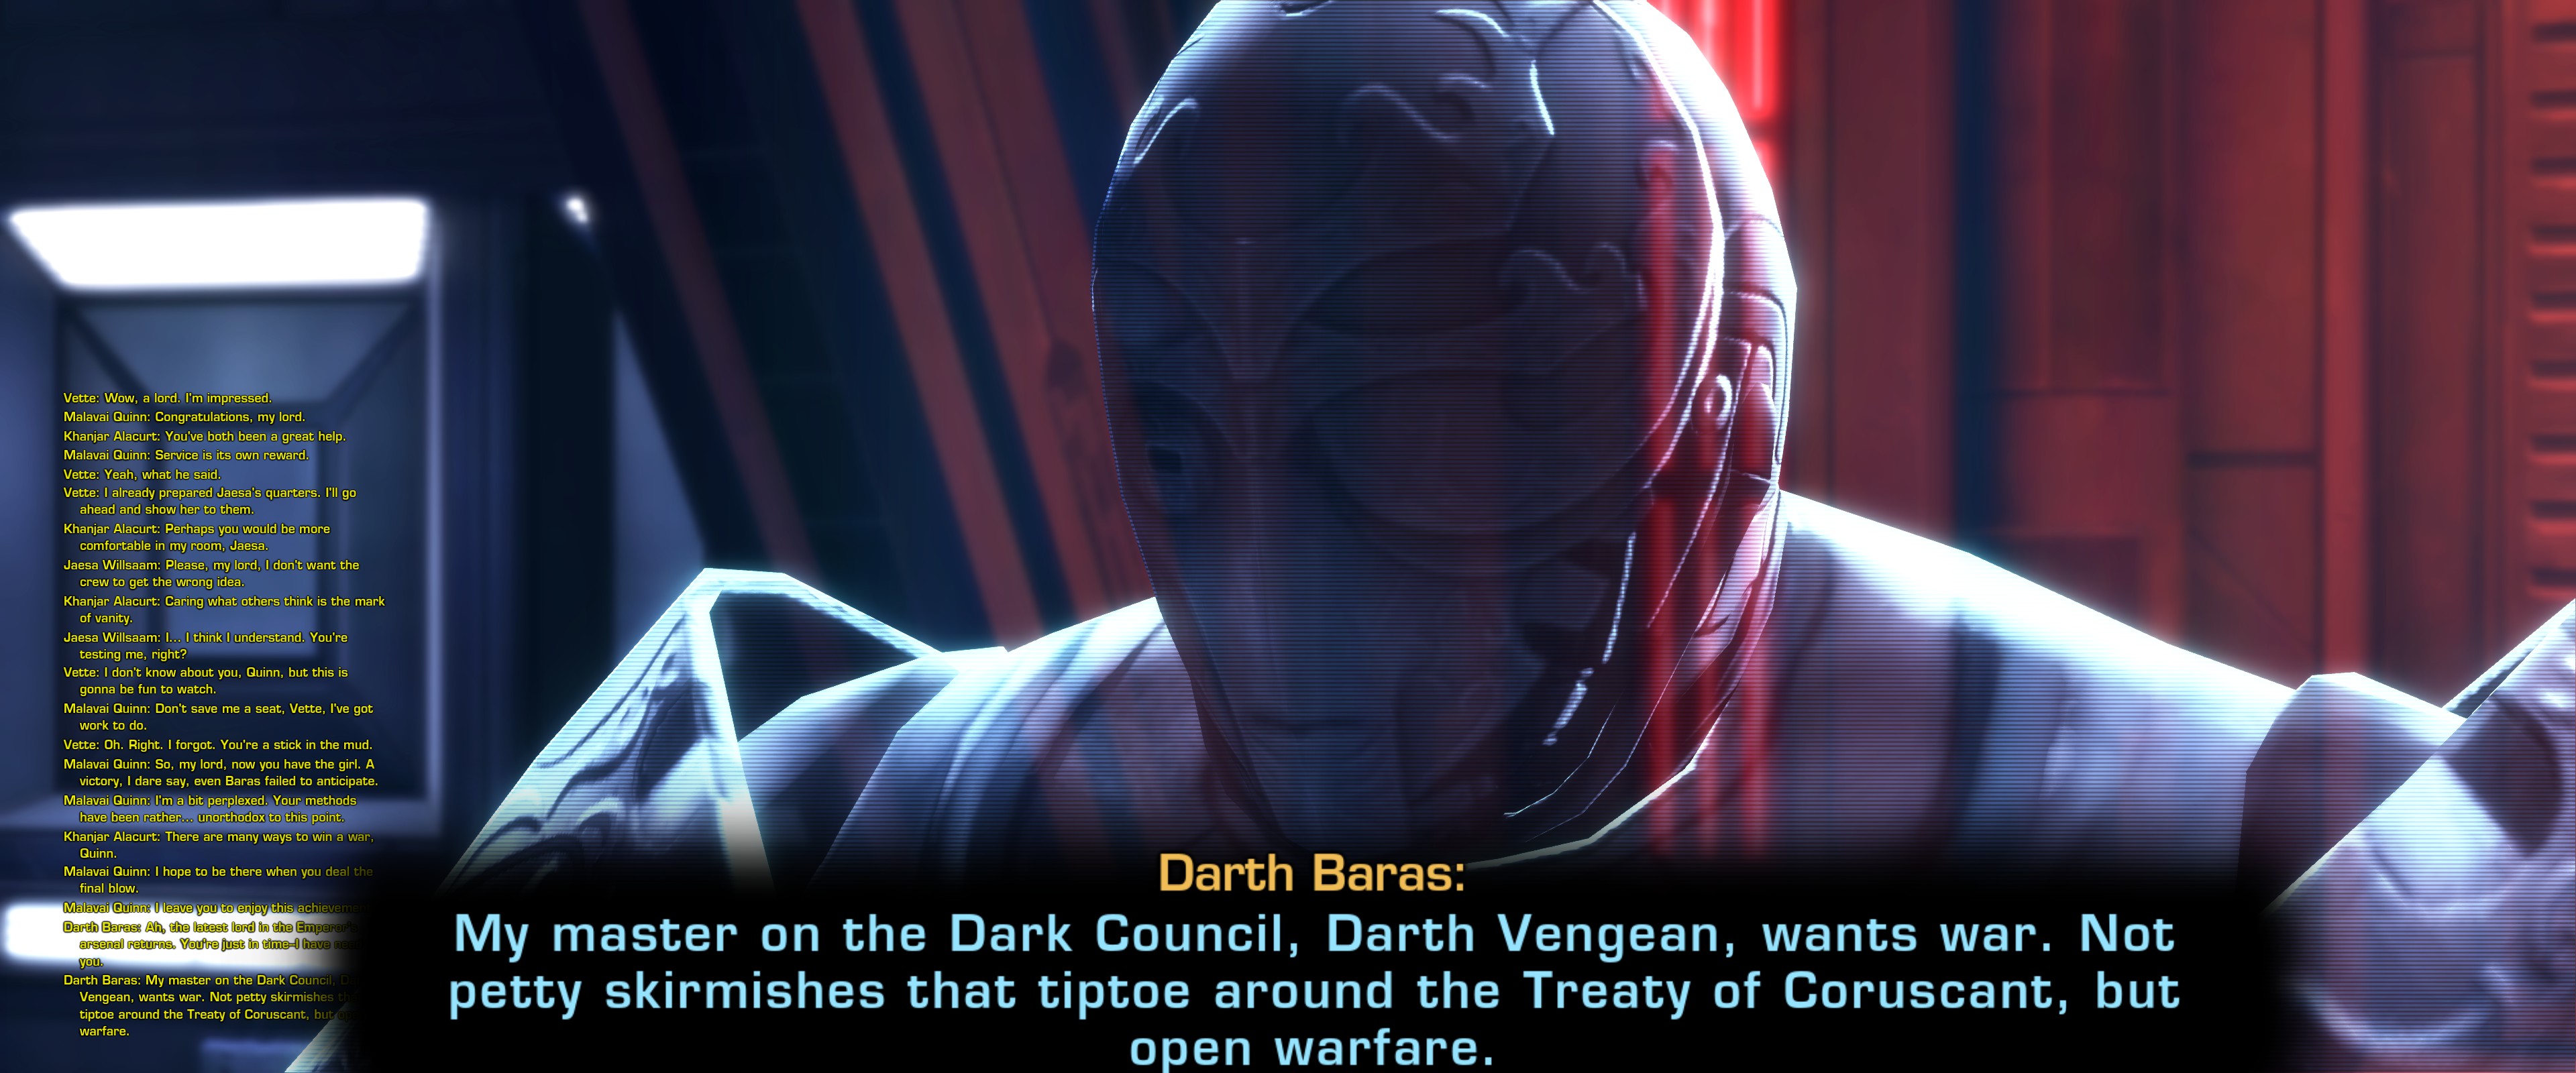 Vette: Wow, a lord. I'm impressed.
Malavai Quinn: Congratulations, my lord.
Khanjar Alacurt: You've both been a great help.
Malavai Quinn: Service is its own reward.
Vette: Yeah, what he said.
Vette: I already prepared Jaesa's quarters. I'll go
ahead and show her to them.
Khanjar Alacurt: Perhaps you would be more
comfortable in my room, Jaesa.
Jaesa Willsaam: Please, my lord, I don't want the
crew to get the wrong idea.
Khanjar Alacurt: Caring what others think is the mark
of vanity.
Jaesa Willsaam: I... I think I understand. You're
testing me, right?
Vette: I don't know about you, Quinn, but this is
gonna be fun to watch.
Malavai Quinn: Don't save me a seat, Vette, I've got
work to do.
Vette: Oh. Right. I forgot. You're a stick in the mud.
Malavai Quinn: So, my lord, now you have the girl. A
victory, I dare say, even Baras failed to anticipate.
Malavai Quinn: I'm a bit perplexed. Your methods
have been rather... unorthodox to this point.
Khanjar Alacurt: There are many ways to win a war,
Quinn.
Malavai Quinn: I hope to be there when you deal the
final blow.
Malavai Quinn: I leave you to enjoy this
Darth Baras: Ah, the latest lord in the
arsenal returns. You're just in time-I have
you.
Darth Baras: My master on the Dark Council,
Vengean, wants war. Not petty skirmishes
tiptoe around the Treaty of Coruscant, but
warfare.
Darth Baras:
My master on the Dark Council, Darth Vengean, wants war. Not
petty skirmishes that tiptoe around the Treaty of Coruscant, but
open warfare.